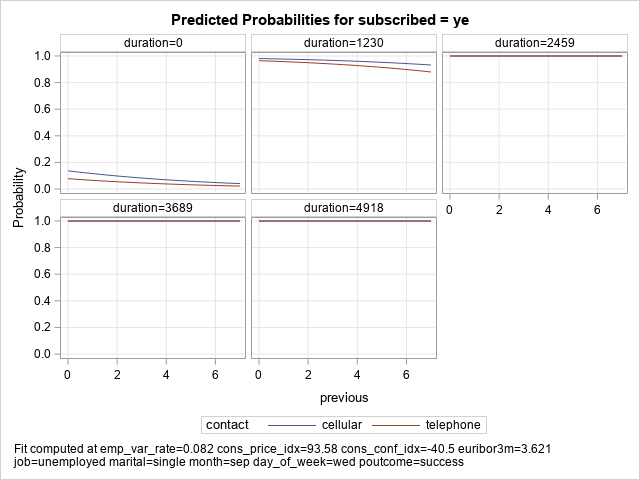 Predicted Probabilities for subscribed = ye
duration=0 duration=1230 duration=2459
1.0
0.8
0.6
0.4
0.2
0.0
0 2 4 6
Probability
duration=3689 duration=4918
1.0
0.8
0.6
0.4
0.2
0.0
0 2 4 6 0 2 4 6
previous
contact cellular telephone
Fit computed at emp_var_rate=0.082 cons_price_idx=93.58 cons_conf_idx=-40.5 euribor3m=3.621
job=unemployed marital=single month=sep day_of_week=wed poutcome=success